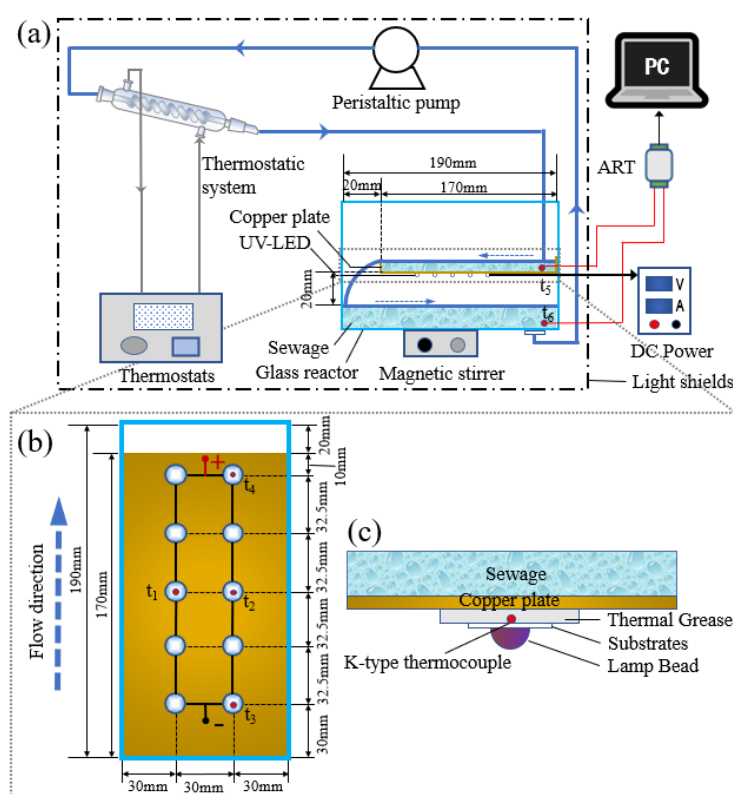 (a)
Peristaltic pump
PC
ART
Thermostatic
system
190mm
20mm
170mm
Copper plate
UV-LED
20mm
t5
t6
V
A
DC Power
Sewage
Glass reactor
Magnetic stirrer
Thermostats
Light shields
(b)
Flow direction
190mm
170mm
+
t4
t1
t2
t3
-
20mm
10mm
32.5mm
32.5mm
32.5mm
32.5mm
30mm
30mm
30mm
30mm
(c)
Sewage
Copper plate
Thermal Grease
Substrates
K-type thermocouple
Lamp Bead